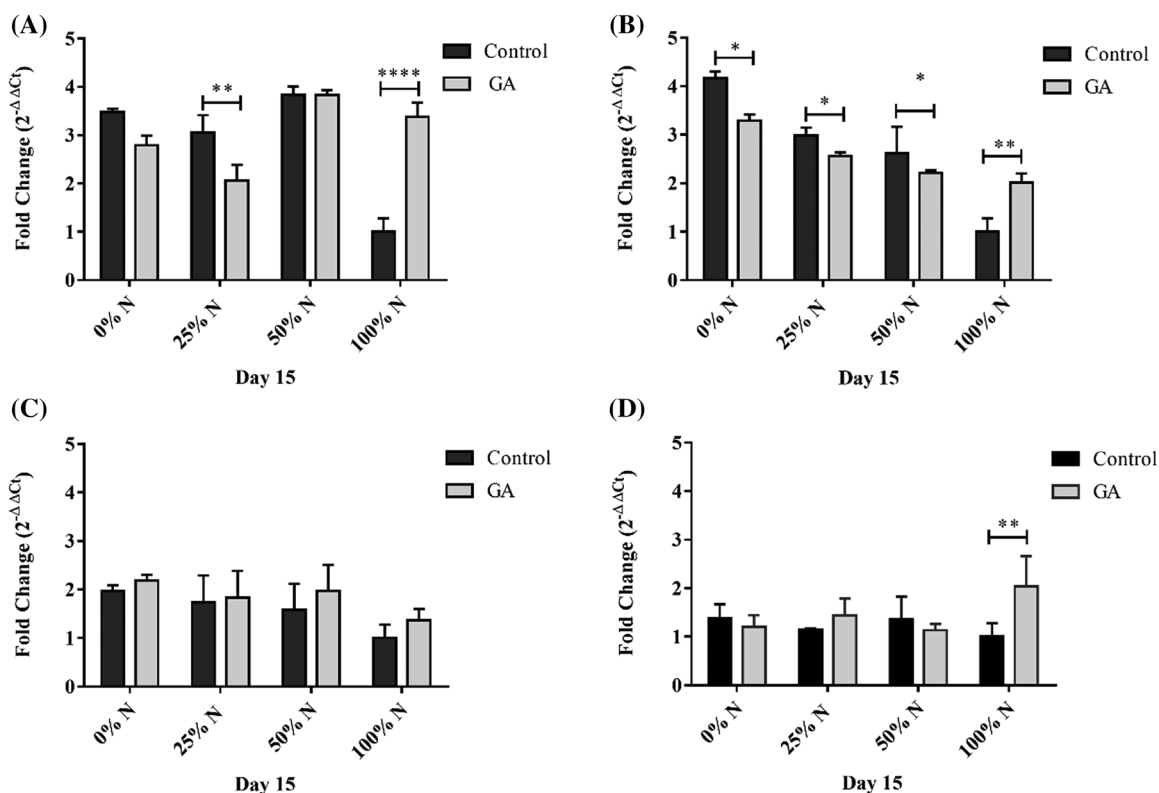 (A)
Fold Change (2^-ΔΔCt)
5
4
3
2
1
0
**
****
Control
GA
0% N
25% N
50% N
100% N
Day 15
(B)
Fold Change (2^-ΔΔCt)
5
4
3
2
1
0
*
*
*
**
Control
GA
0% N
25% N
50% N
100% N
Day 15
(C)
Fold Change (2^-ΔΔCt)
5
4
3
2
1
0
Control
GA
0% N
25% N
50% N
100% N
Day 15
(D)
Fold Change (2^-ΔΔCt)
5
4
3
2
1
0
**
Control
GA
0% N
25% N
50% N
100% N
Day 15